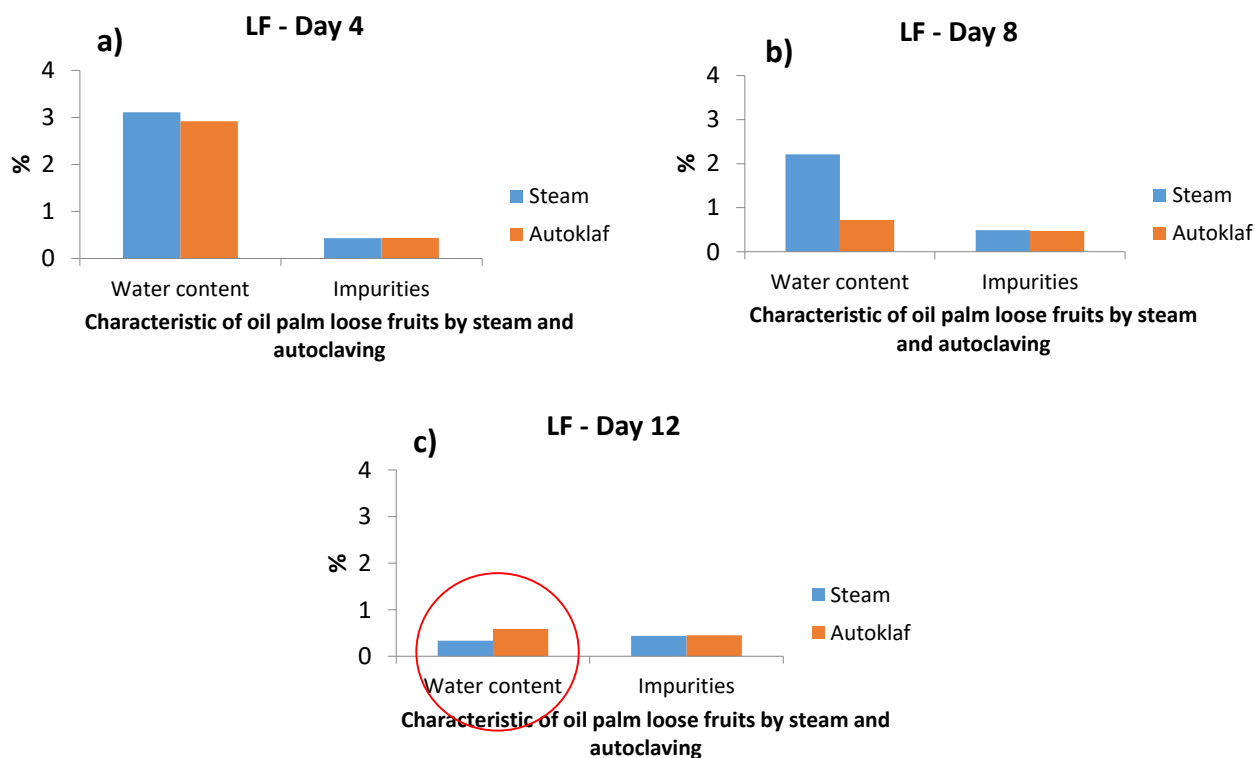 LF - Day 4
a)
4
3
2
1
0
%
Water content
Impurities
Steam
Autoklaf
Characteristic of oil palm loose fruits by steam and
autoclaving
LF - Day 8
b)
4
3
2
1
0
%
Water content
Impurities
Steam
Autoklaf
Characteristic of oil palm loose fruits by steam
and autoclaving
LF - Day 12
c)
4
3
2
1
0
%
Water content
Impurities
Steam
Autoklaf
Characteristic of oil palm loose fruits by steam and
autoclaving